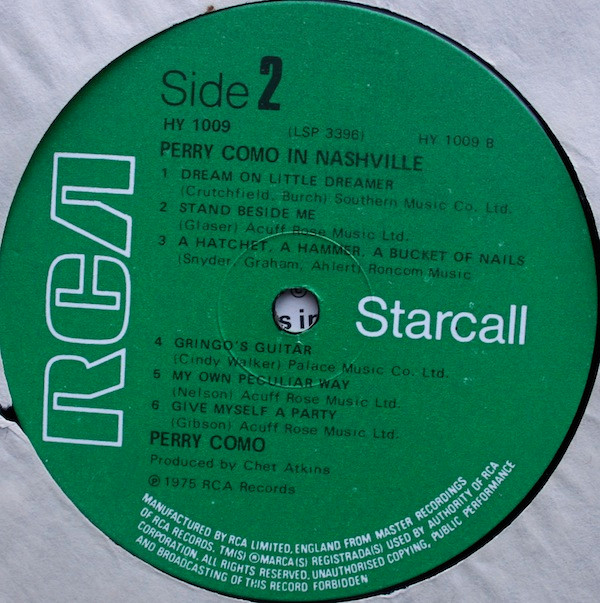 Side 2
HY 1009 (LSP 3396) HY 1009 B
PERRY COMO IN NASHVILLE
1 DREAM ON LITTLE DREAMER
(Crutchfield, Burch) Southern Music Co. Ltd.
2 STAND BESIDE ME
(Glaser) Acuff Rose Music Ltd.
3 A HATCHET, A HAMMER, A BUCKET OF NAILS
(Snyder, Graham, Ahlert) Roncom Music
RCA
s in
Starcall
4 GRINGO'S GUITAR
(Cindy Walker) Palace Music Co. Ltd.
5 MY OWN PECULIAR WAY
(Nelson) Acuff Rose Music Ltd.
6 GIVE MYSELF A PARTY
(Gibson) Acuff Rose Music Ltd.
PERRY COMO
Produced by Chet Atkins
℗ 1975 RCA Records
MANUFACTURED BY RCA LIMITED, ENGLAND FROM MASTER RECORDINGS
OF RCA RECORDS. TM(S) ® MARCA(S) REGISTRADA(S) USED BY AUTHORITY OF RCA
CORPORATION. ALL RIGHTS RESERVED. UNAUTHORISED COPYING, PUBLIC PERFORMANCE
AND BROADCASTING OF THIS RECORD FORBIDDEN